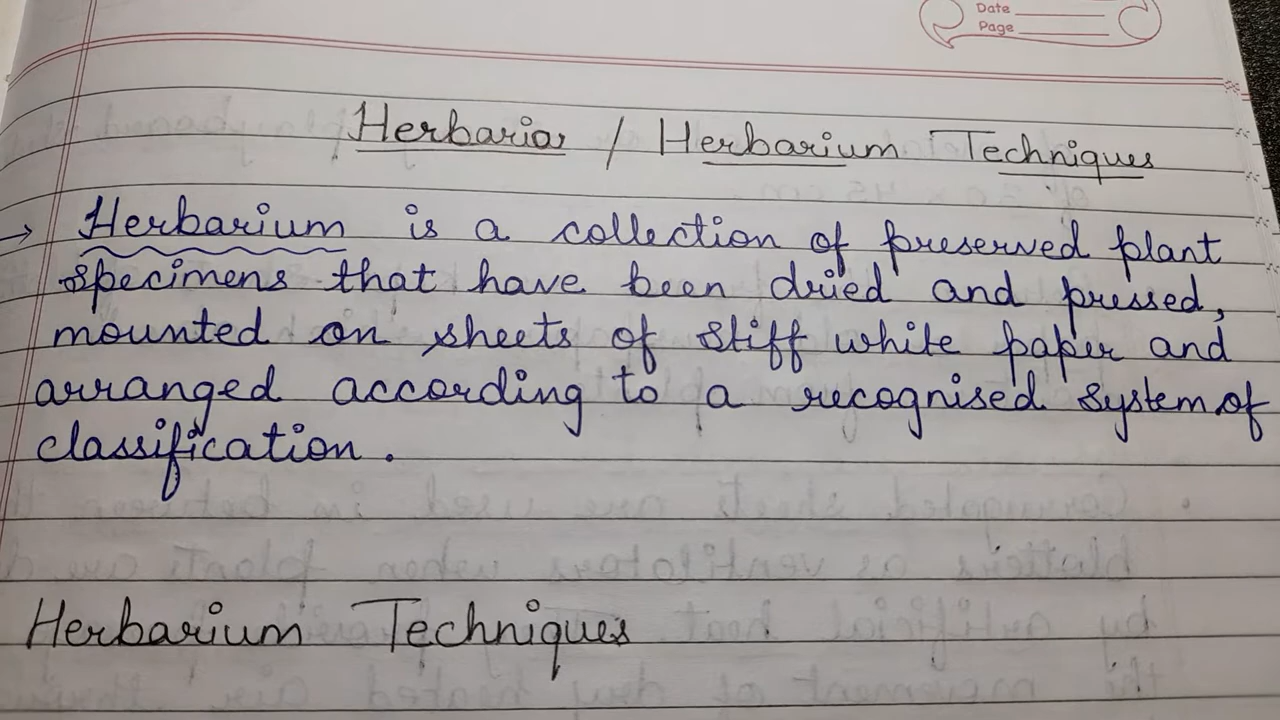 Date
Page
Herbaria / Herbarium Techniques
→ Herbarium is a collection of preserved plant
specimens that have been dried and pressed,
mounted on sheets of stiff white paper and
arranged according to a recognised system of
classification.
Herbarium Techniques